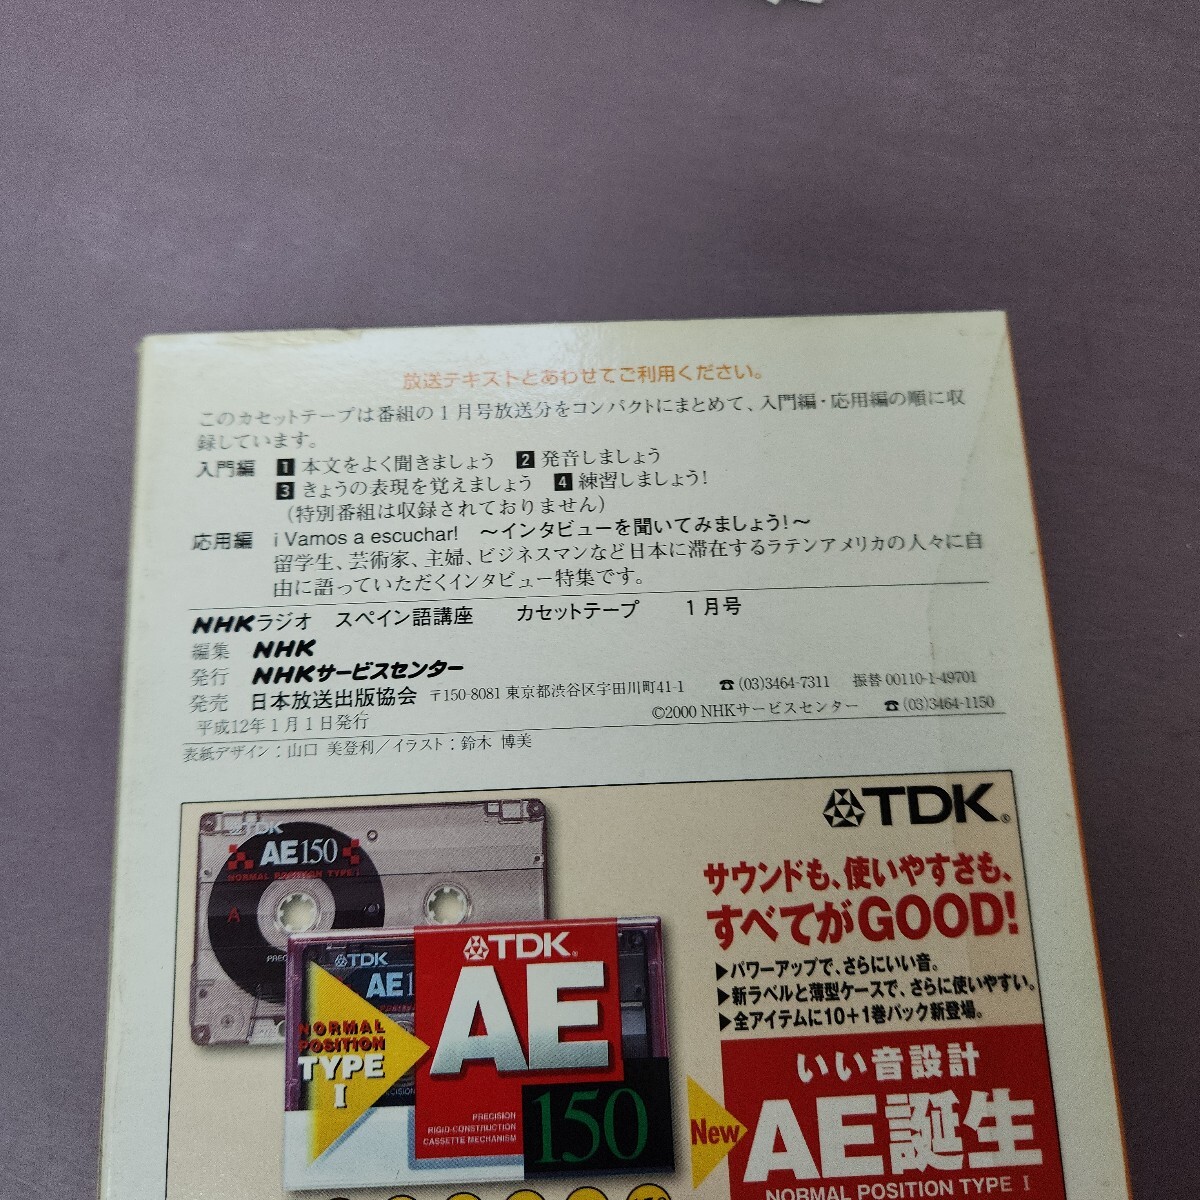 放送テキストとあわせてご利用ください。
このカセットテープは番組の1月号放送分をコンパクトにまとめて、入門編・応用編の順に収
録しています。
入門編 1 本文をよく聞きましょう 2 発音しましょう
3 きょうの表現を覚えましょう 4 練習しましょう!
(特別番組は収録されておりません)
応用編 ¡Vamos a escuchar! 〜インタビューを聞いてみましょう!〜
留学生、芸術家、主婦、ビジネスマンなど日本に滞在するラテンアメリカの人々に自
由に語っていただくインタビュー特集です。
NHKラジオ スペイン語講座 カセットテープ 1月号
編集 NHK
発行 NHKサービスセンター
発売 日本放送出版協会 〒150-8081 東京都渋谷区宇田川町41-1 ☎(03)3464-7311 振替 00110-1-49701
平成12年1月1日発行 ©2000 NHKサービスセンター ☎(03)3464-1150
表紙デザイン:山口 美登利/イラスト:鈴木 博美
TDK®
TDK
AE150
NORMAL POSITION TYPE I
A
サウンドも、使いやすさも、
すべてがGOOD!
▶パワーアップで、さらにいい音。
▶新ラベルと薄型ケースで、さらに使いやすい。
▶全アイテムに10+1巻パック新登場。
TDK
AE1
TDK®
AE
150
NORMAL
POSITION
TYPE
I
PRECISION
RIGID-CONSTRUCTION
CASSETTE MECHANISM
いい音設計
New
AE誕生
NORMAL POSITION TYPE I